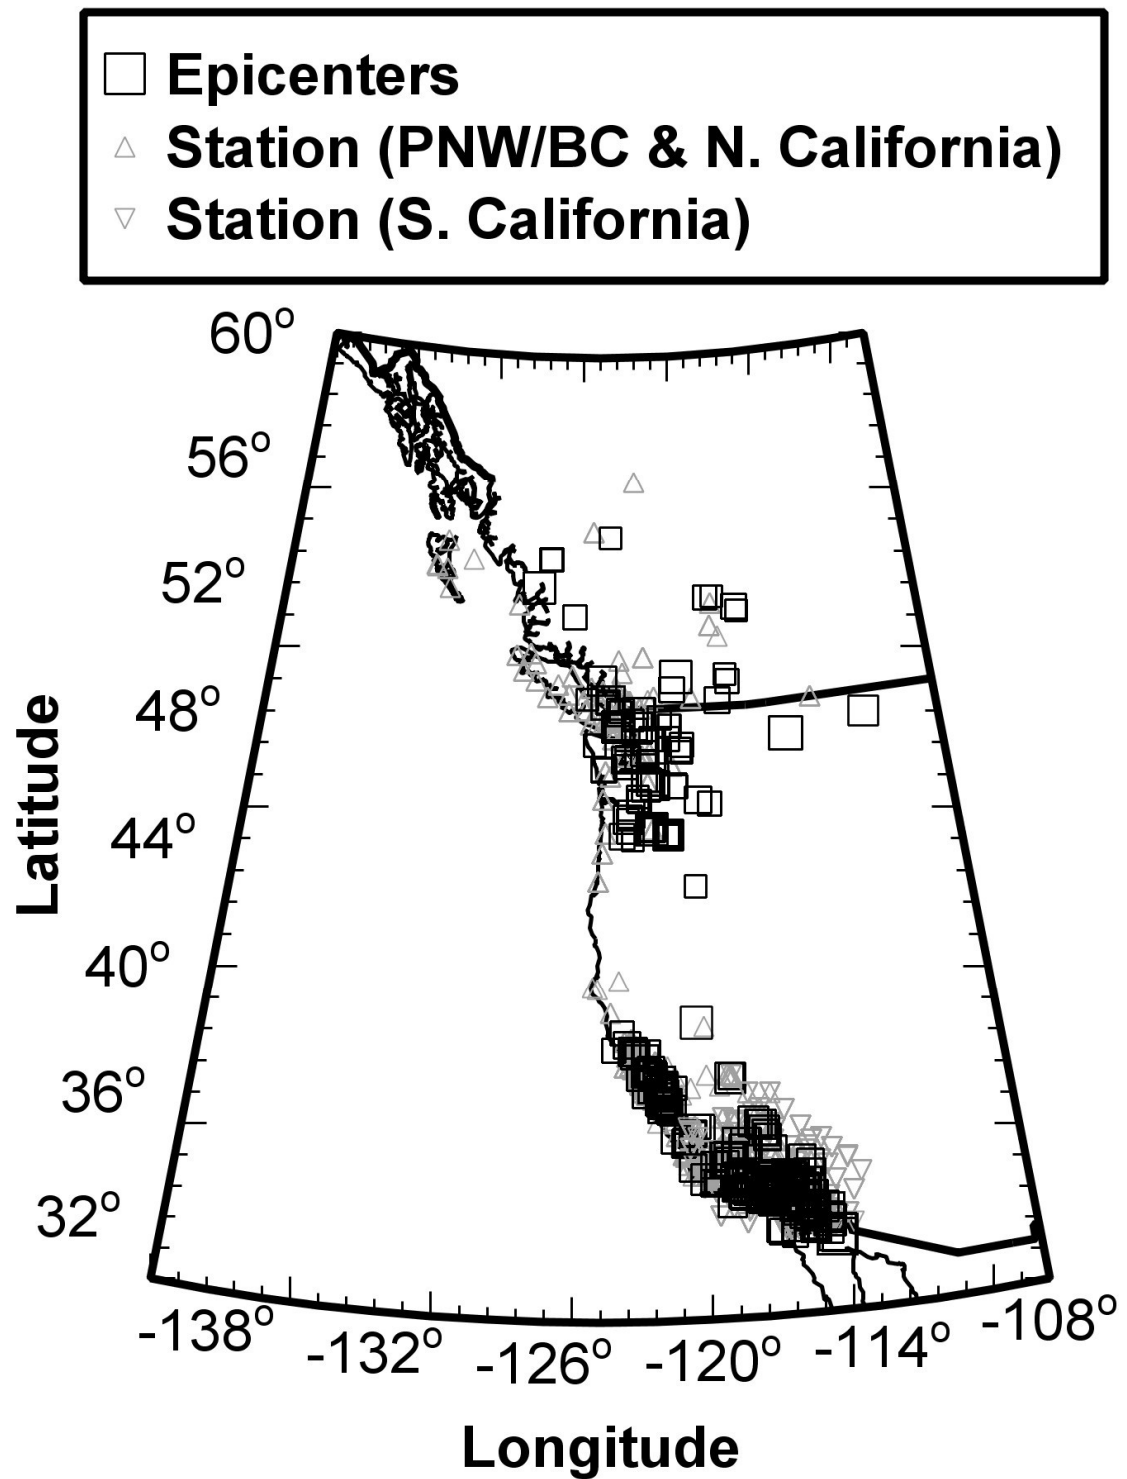 Epicenters
Station (PNW/BC & N. California)
Station (S. California)
60°
56°
52°
48°
44°
40°
36°
32°
Latitude
-138°
-132°
-126°
-120°
-114°
-108°
Longitude